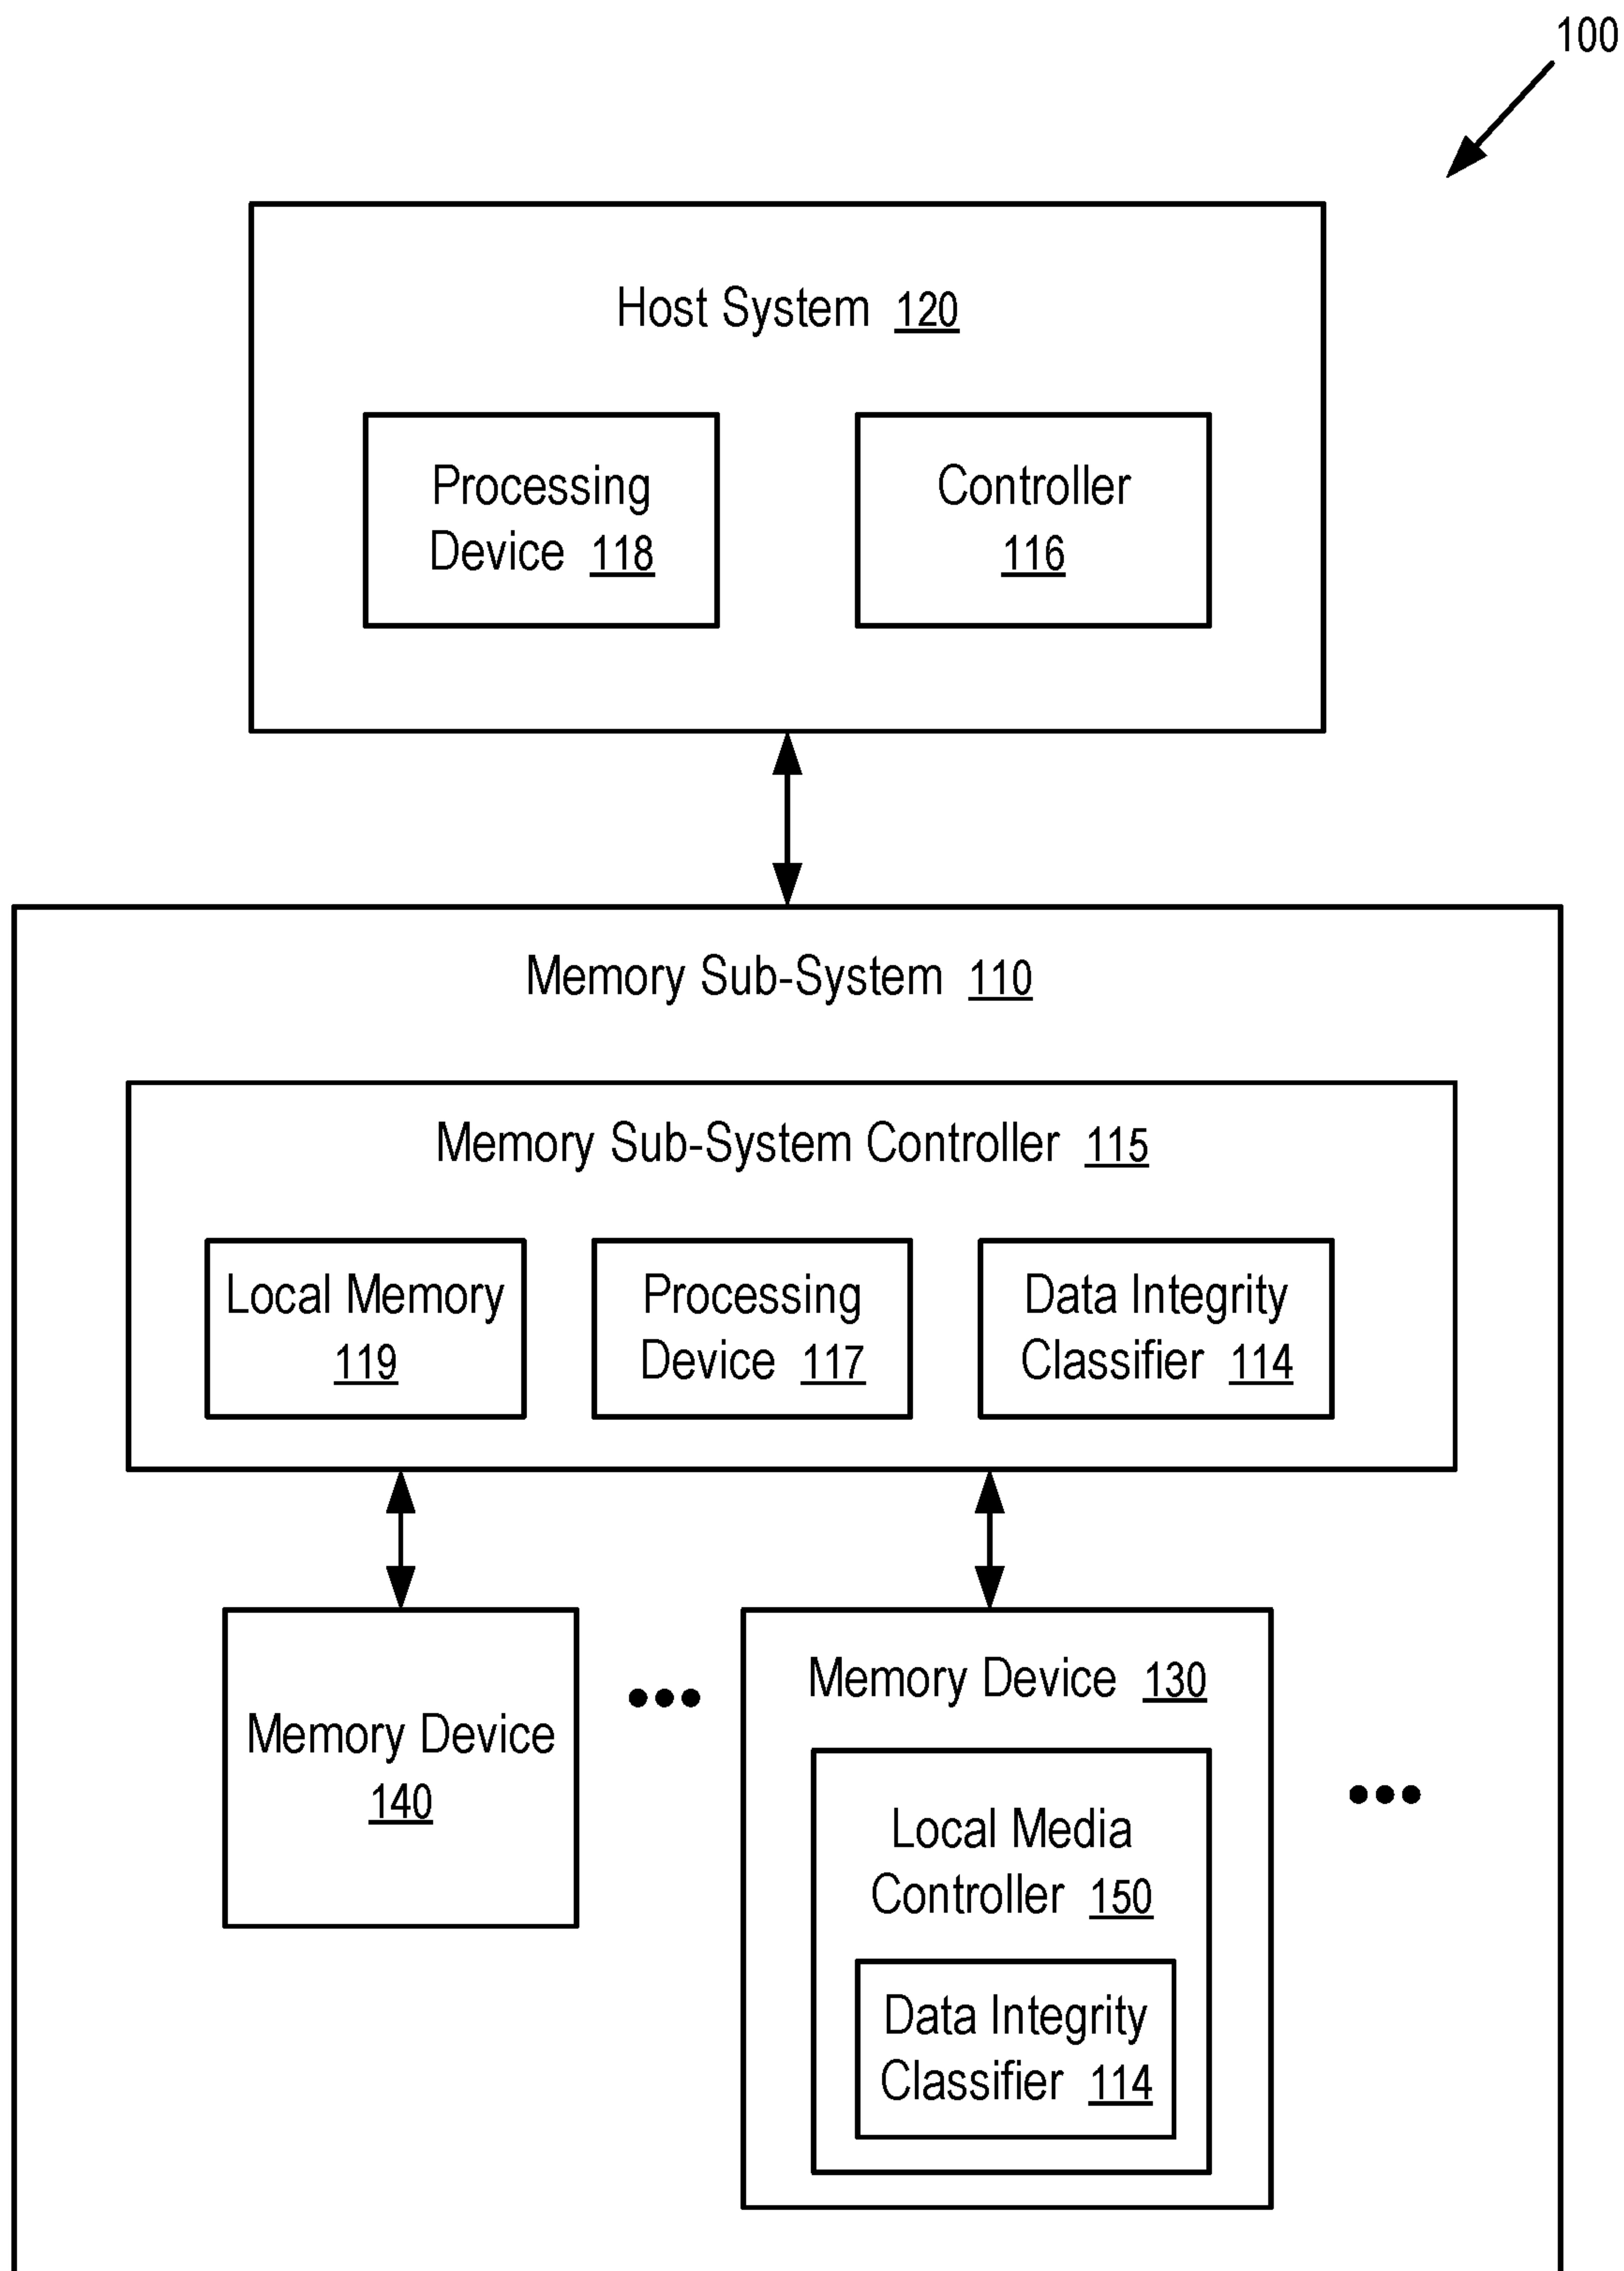 100
Host System 120
Processing
Device 118
Controller
116
Memory Sub-System 110
Memory Sub-System Controller 115
Local Memory
119
Processing
Device 117
Data Integrity
Classifier 114
Memory Device
140
Memory Device 130
Local Media
Controller 150
Data Integrity
Classifier 114